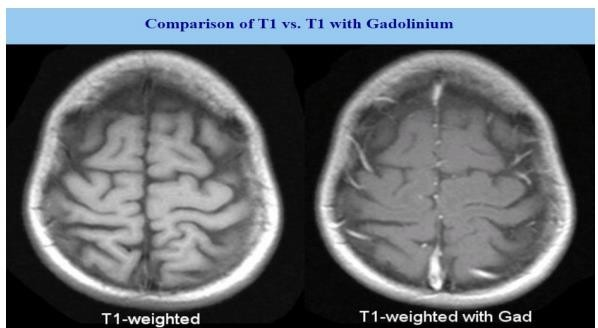 Comparison of T1 vs. T1 with Gadolinium
T1-weighted
T1-weighted with Gad